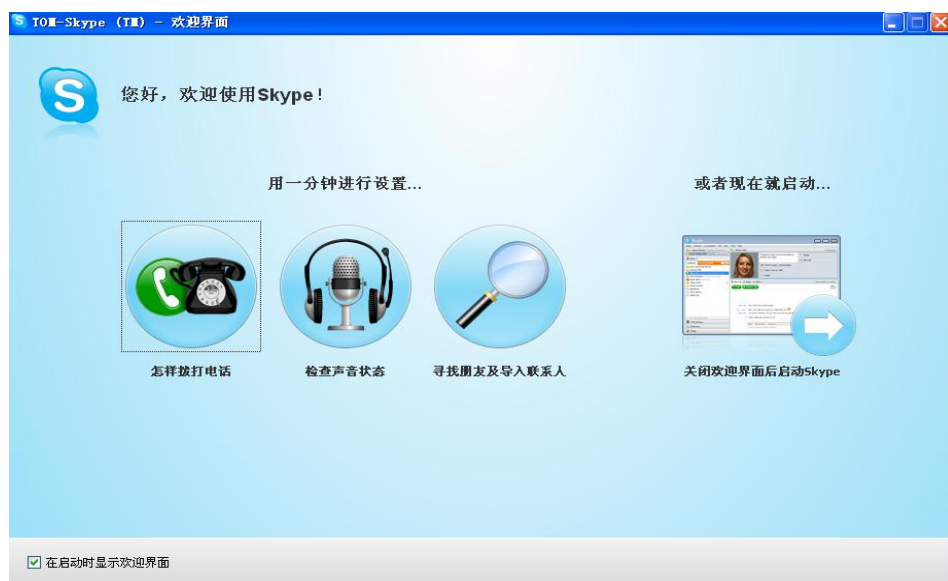 TOM-Skype (TM) - 欢迎界面
您好，欢迎使用Skype！
用一分钟进行设置...
或者现在就启动...
怎样拨打电话
检查声音状态
寻找朋友及导入联系人
关闭欢迎界面后启动Skype
在启动时显示欢迎界面